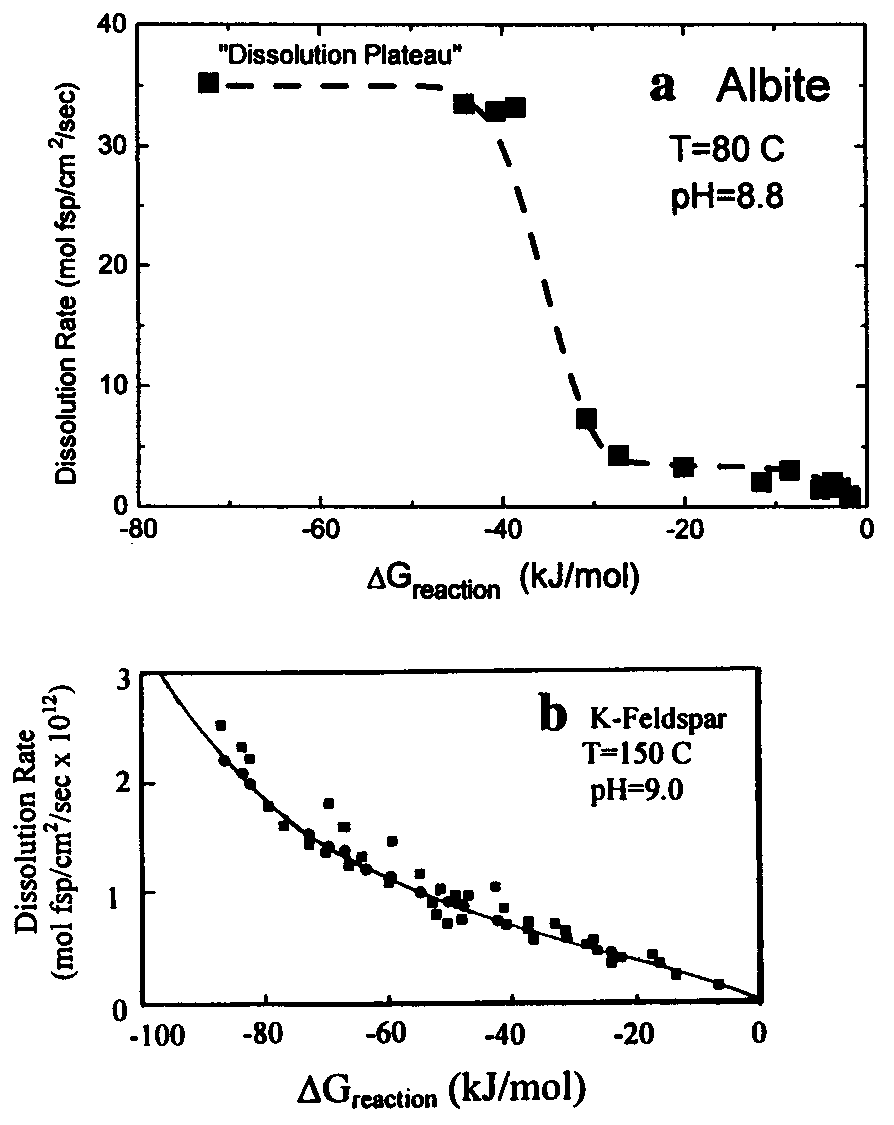 40
"Dissolution Plateau"
a Albite
T=80 C
pH=8.8
30
20
10
0
Dissolution Rate (mol fsp/cm²/sec)
-80 -60 -40 -20 0
ΔGreaction (kJ/mol)
3
b K-Feldspar
T=150 C
pH=9.0
2
1
0
Dissolution Rate
(mol fsp/cm²/sec x 10¹²)
-100 -80 -60 -40 -20 0
ΔGreaction (kJ/mol)